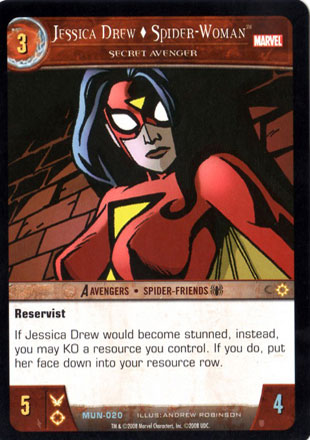 3
JESSICA DREW ♦ SPIDER-WOMAN™
MARVEL
SECRET AVENGER
AVENGERS • SPIDER-FRIENDS
C
Reservist
If Jessica Drew would become stunned, instead,
you may KO a resource you control. If you do, put
her face down into your resource row.
5
MUN-020 ILLUS: ANDREW ROBINSON
4
TM & ©2008 Marvel Characters, Inc. ©2008 UDC.